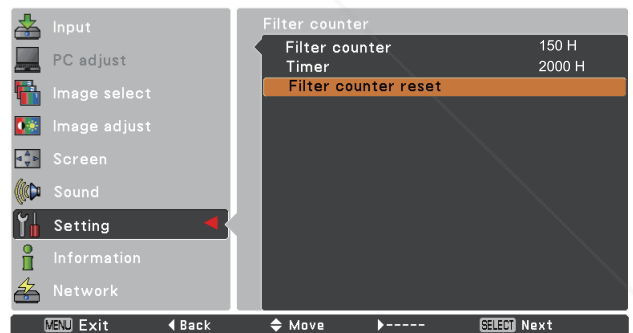 Input
PC adjust
Image select
Image adjust
Screen
Sound
Setting
Information
Network
Filter counter
Filter counter 150 H
Timer 2000 H
Filter counter reset
MENU Exit Back Move ----- SELECT Next